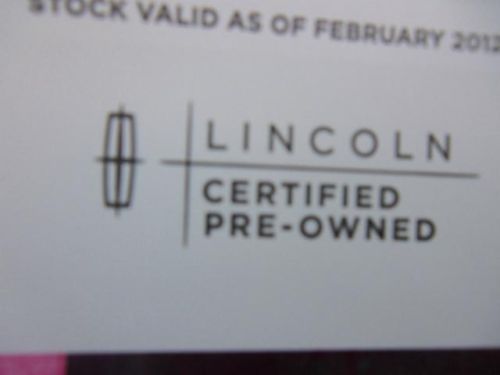 STOCK VALID AS OF FEBRUARY 2012
LINCOLN
CERTIFIED
PRE-OWNED